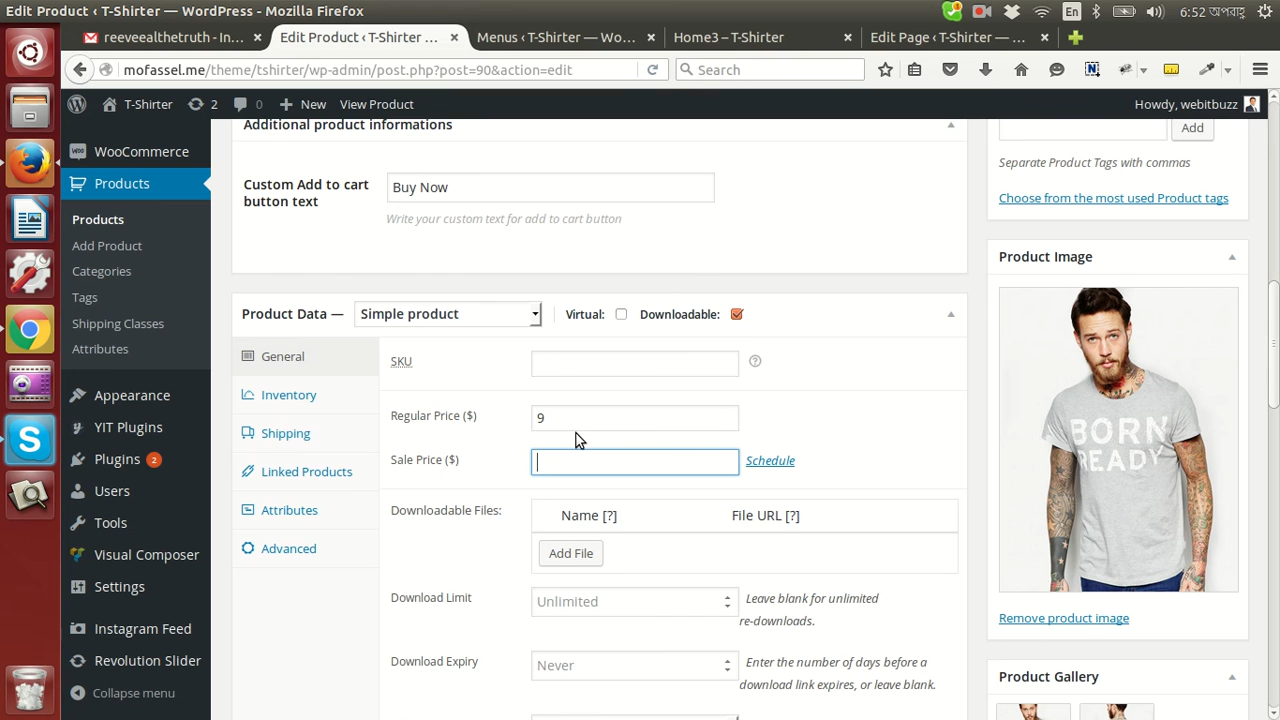 Edit Product ‹ T-Shirter — WordPress - Mozilla Firefox
En
6:52 অপরাহ্ণ
reeveealthetruth - In... ×
Edit Product ‹ T-Shirter ... ×
Menus ‹ T-Shirter — Wo... ×
Home3 – T-Shirter ×
Edit Page ‹ T-Shirter — ... ×
mofassel.me/theme/tshirter/wp-admin/post.php?post=90&action=edit
Search
T-Shirter
2
0
New
View Product
Howdy, webitbuzz
WooCommerce
Products
Products
Add Product
Categories
Tags
Shipping Classes
Attributes
Appearance
YIT Plugins
Plugins 2
Users
Tools
Visual Composer
Settings
Instagram Feed
Revolution Slider
Collapse menu
Additional product informations
Custom Add to cart
button text
Buy Now
Write your custom text for add to cart button
Product Data — Simple product Virtual: Downloadable:
General
Inventory
Shipping
Linked Products
Attributes
Advanced
SKU
Regular Price ($) 9
Sale Price ($) Schedule
Downloadable Files: Name [?] File URL [?]
Add File
Download Limit Unlimited Leave blank for unlimited
re-downloads.
Download Expiry Never Enter the number of days before a
download link expires, or leave blank.
Add
Separate Product Tags with commas
Choose from the most used Product tags
Product Image
BORN
READY
Remove product image
Product Gallery